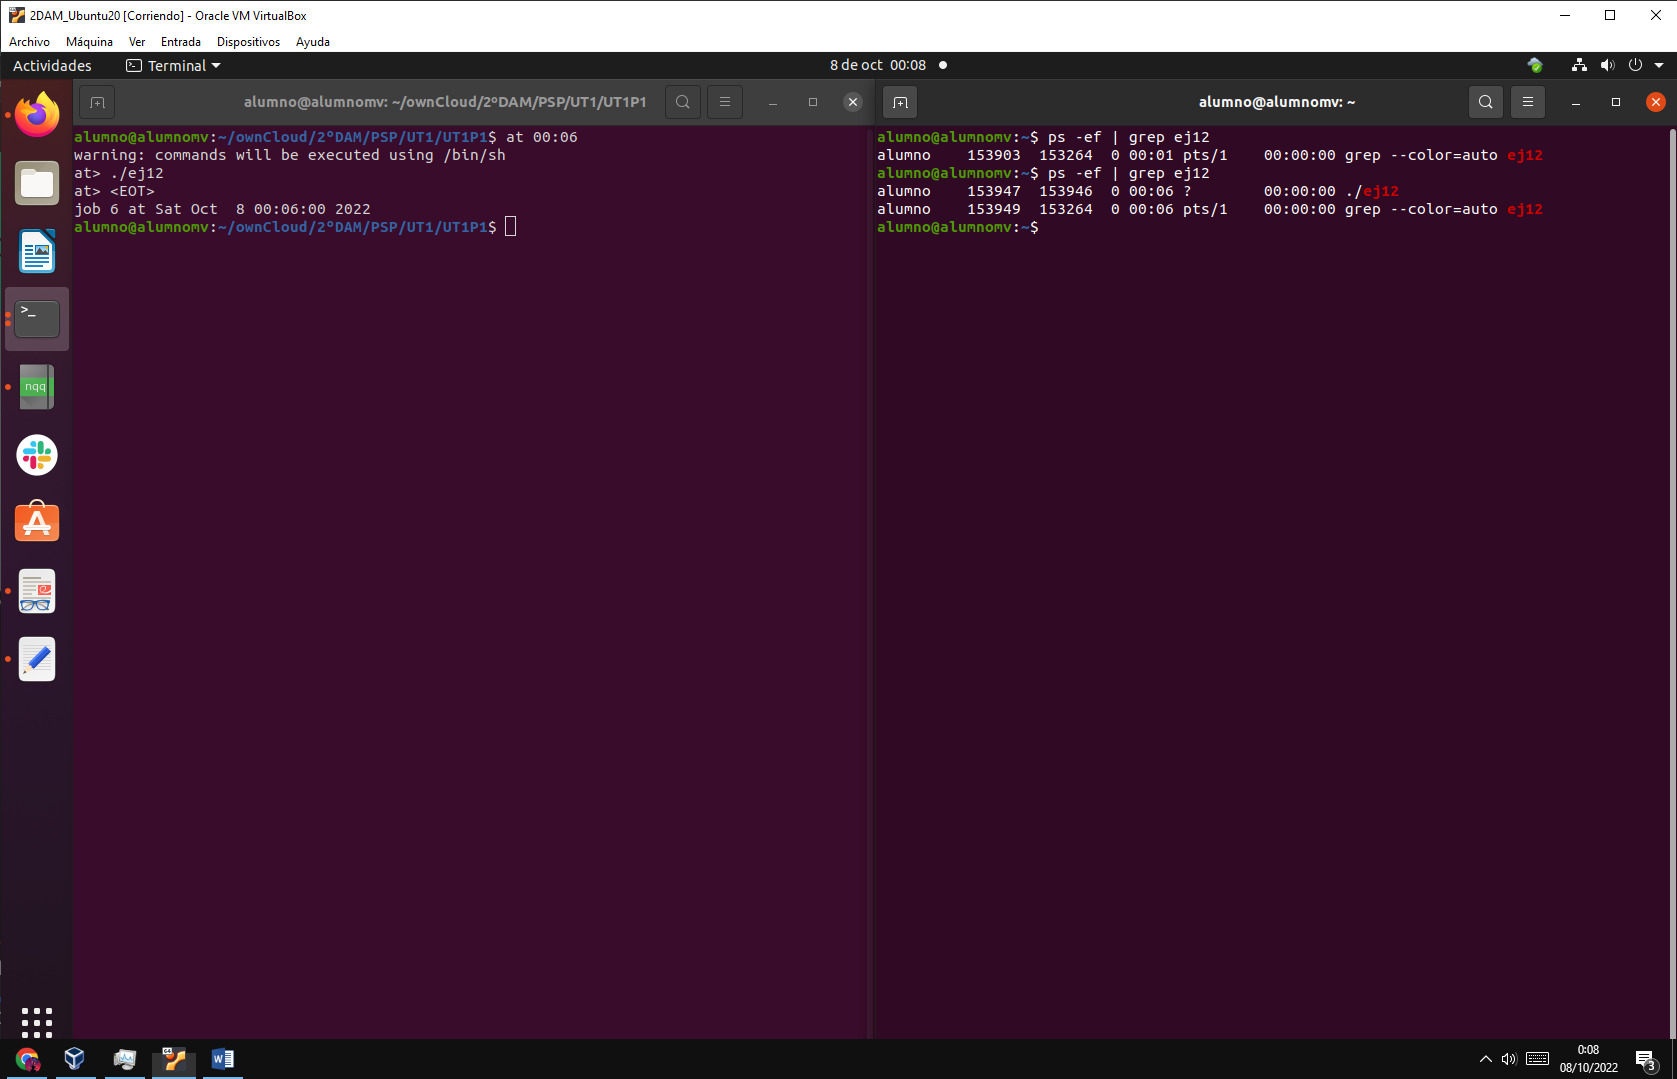 2DAM_Ubuntu20 [Corriendo] - Oracle VM VirtualBox
Archivo Máquina Ver Entrada Dispositivos Ayuda
Actividades Terminal 8 de oct 00:08
alumno@alumnomv: ~/ownCloud/2ºDAM/PSP/UT1/UT1P1
alumno@alumnomv:~/ownCloud/2ºDAM/PSP/UT1/UT1P1$ at 00:06
warning: commands will be executed using /bin/sh
at> ./ej12
at> <EOT>
job 6 at Sat Oct  8 00:06:00 2022
alumno@alumnomv:~/ownCloud/2ºDAM/PSP/UT1/UT1P1$
alumno@alumnomv: ~
alumno@alumnomv:~$ ps -ef | grep ej12
alumno    153903  153264  0 00:01 pts/1    00:00:00 grep --color=auto ej12
alumno@alumnomv:~$ ps -ef | grep ej12
alumno    153947  153946  0 00:06 ?        00:00:00 ./ej12
alumno    153949  153264  0 00:06 pts/1    00:00:00 grep --color=auto ej12
alumno@alumnomv:~$
>_
nqq
W
0:08
08/10/2022
3